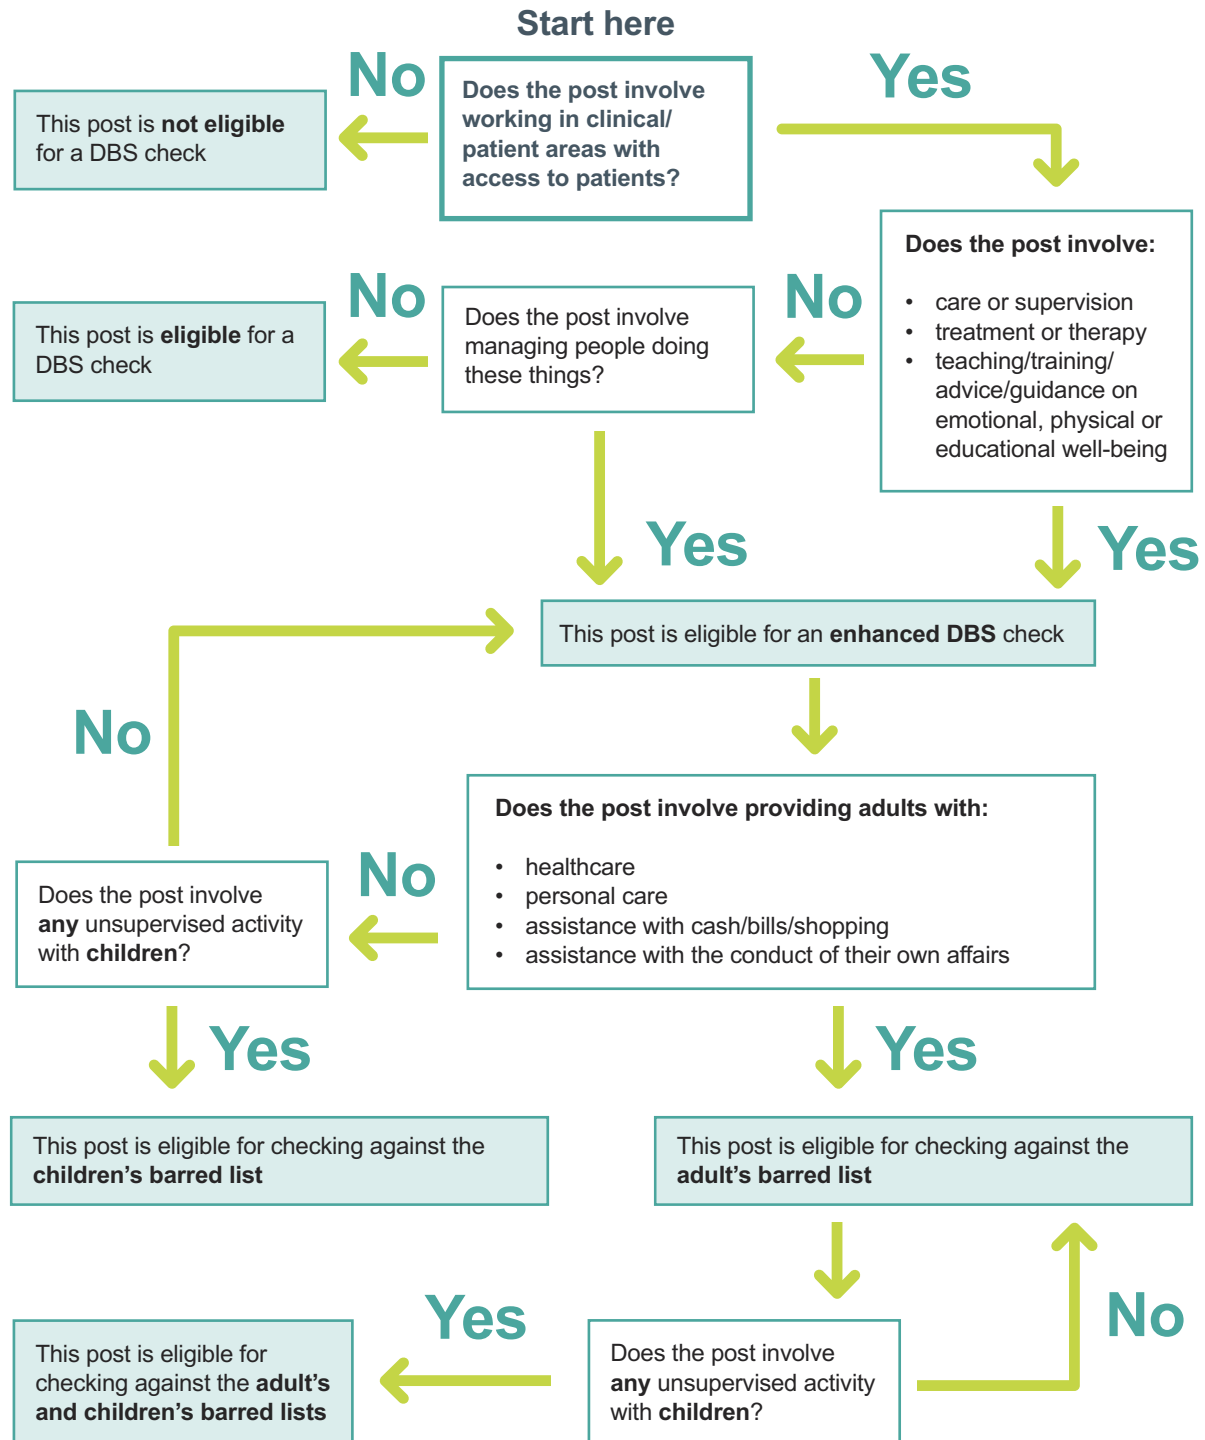 Start here
No
Does the post involve
working in clinical/
patient areas with
access to patients?
Yes
This post is not eligible
for a DBS check
Does the post involve:
• care or supervision
• treatment or therapy
• teaching/training/
advice/guidance on
emotional, physical or
educational well-being
No
Does the post involve
managing people doing
these things?
No
This post is eligible for a
DBS check
Yes
Yes
This post is eligible for an enhanced DBS check
No
Does the post involve providing adults with:
• healthcare
• personal care
• assistance with cash/bills/shopping
• assistance with the conduct of their own affairs
No
Does the post involve
any unsupervised activity
with children?
Yes
Yes
This post is eligible for checking against the
children’s barred list
This post is eligible for checking against the
adult’s barred list
Yes
No
This post is eligible for
checking against the adult’s
and children’s barred lists
Does the post involve
any unsupervised activity
with children?